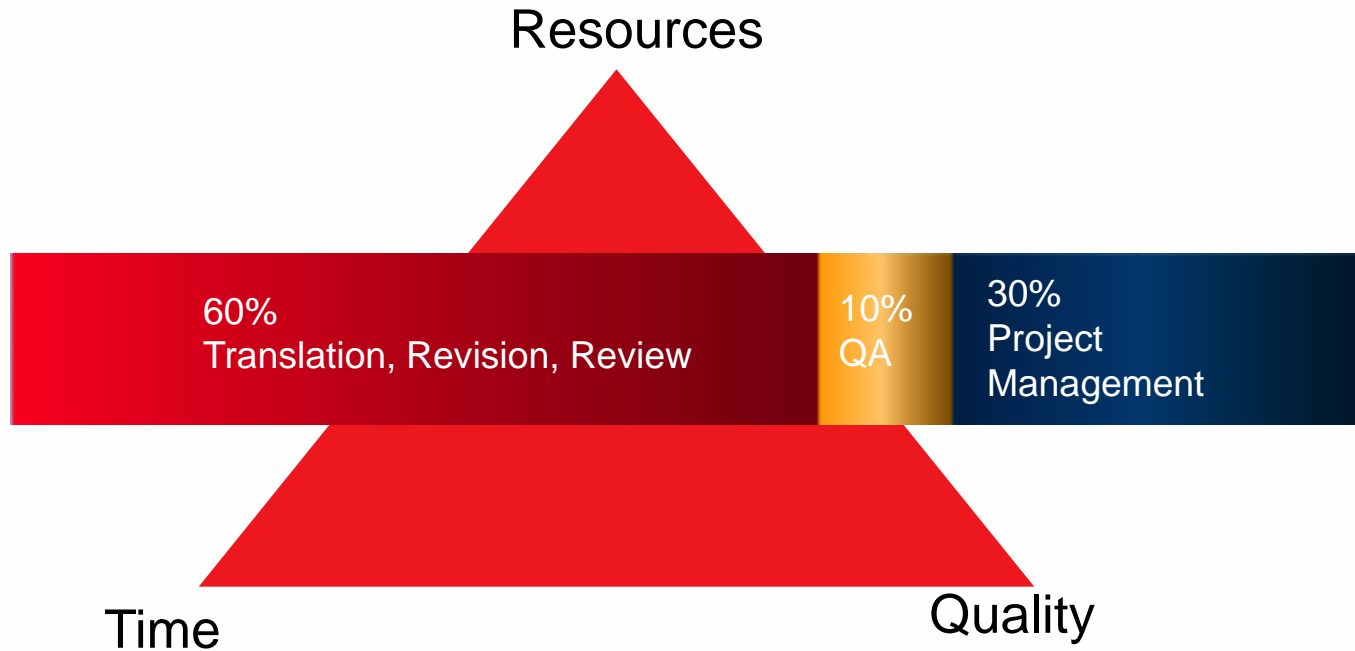 Resources
60%
Translation, Revision, Review
10%
QA
30%
Project
Management
Time
Quality